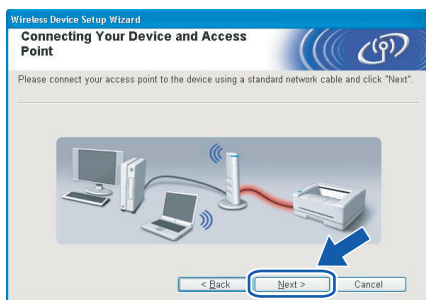 Wireless Device Setup Wizard
Connecting Your Device and Access
Point
Please connect your access point to the device using a standard network cable and click "Next".
< Back
Next >
Cancel